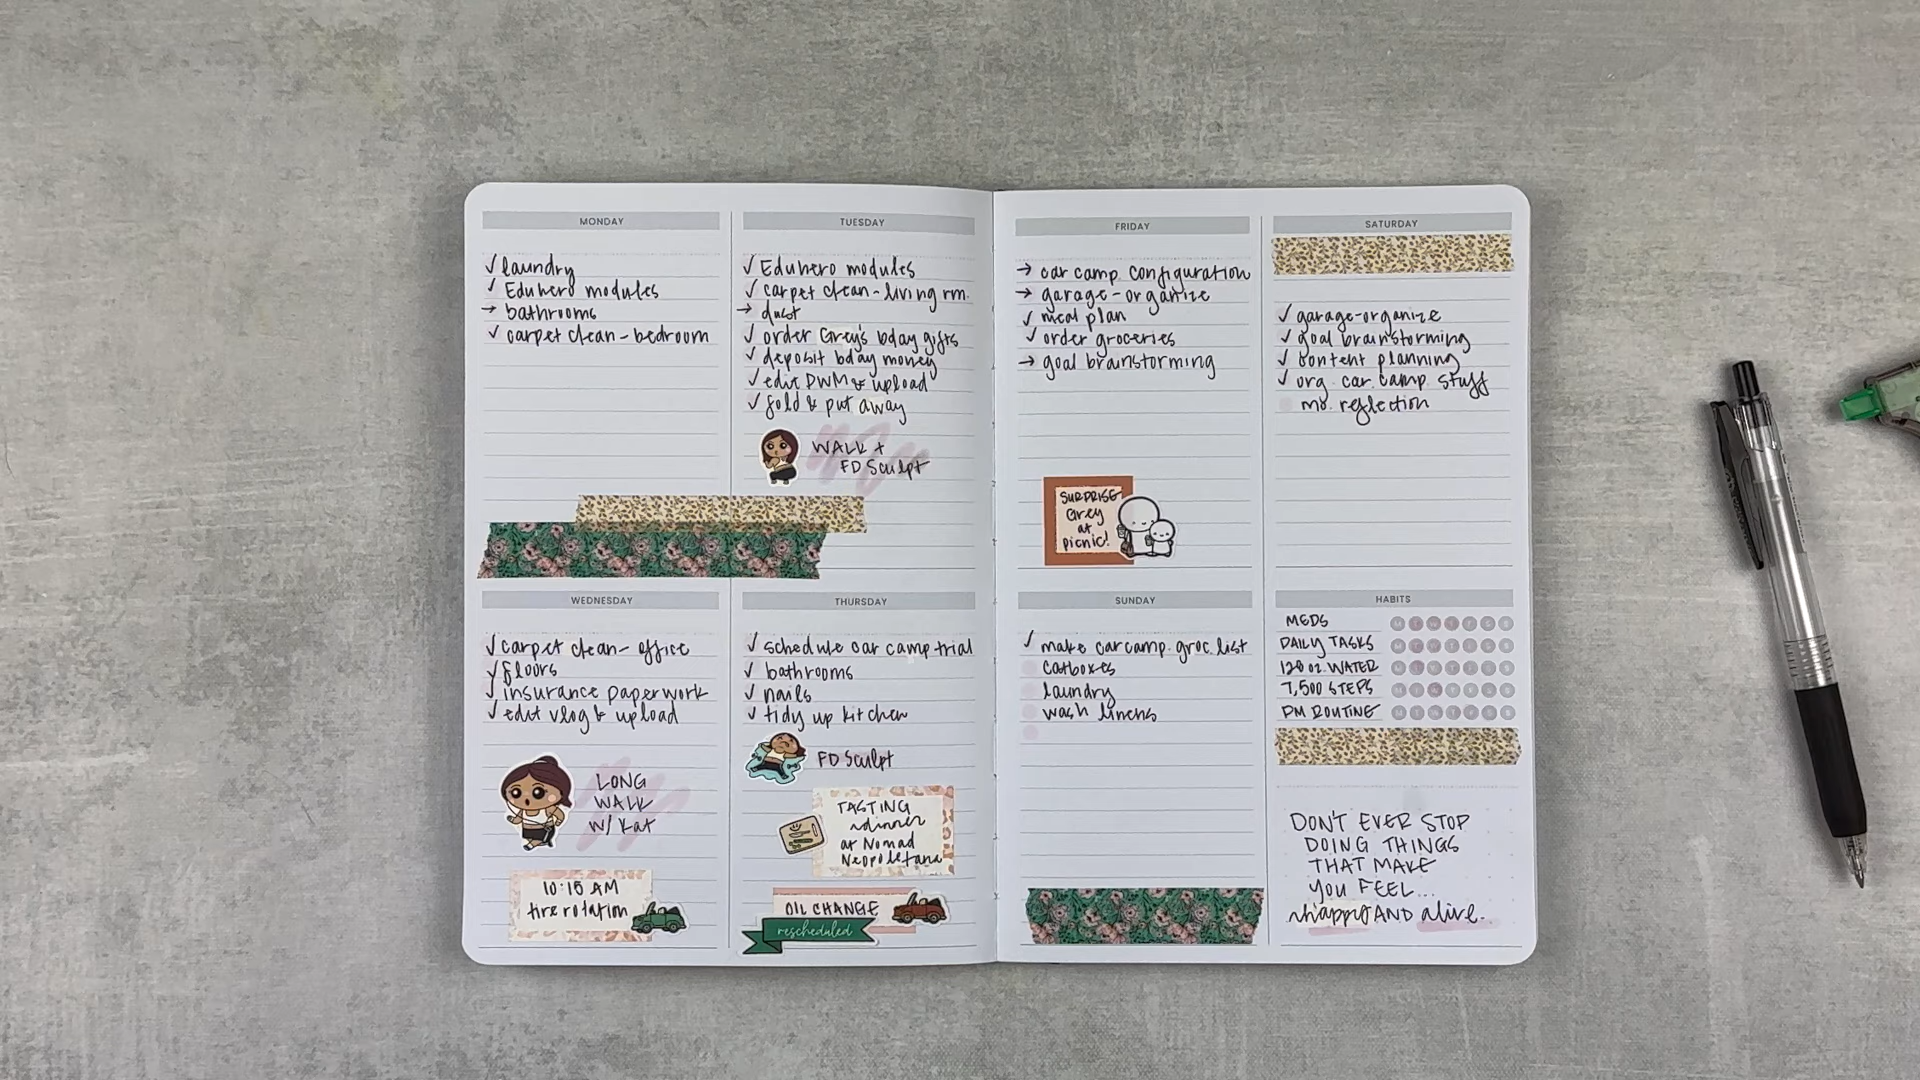 MONDAY
✓ laundry
✓ Eduhero modules
→ bathrooms
✓ carpet clean - bedroom
TUESDAY
✓ Eduhero modules
✓ carpet clean - living rm.
→ dust
✓ order Grey's bday gifts
✓ deposit bday money
✓ edit DWM & upload
✓ fold & put away
WALK +
FD Sculpt
WEDNESDAY
✓ carpet clean - office
✓ floors
✓ insurance paperwork
✓ edit vlog & upload
LONG
WALK
W/ Kat
10:15 AM
tire rotation
THURSDAY
✓ schedule car camp trial
✓ bathrooms
✓ nails
✓ tidy up kitchen
FD Sculpt
TASTING
dinner
at Nomad
Neopoletana
OIL CHANGE
rescheduled
FRIDAY
→ car camp configuration
→ garage - organize
✓ meal plan
✓ order groceries
→ goal brainstorming
SURPRISE
Grey
at
picnic!
SATURDAY
✓ garage-organize
✓ goal brainstorming
✓ content planning
✓ org. car camp stuff
mo. reflection
SUNDAY
✓ make car camp. groc. list
catboxes
laundry
wash linens
HABITS
MEDS M T W T F S S
DAILY TASKS M T W T F S S
120 oz. WATER M T W T F S S
7,500 STEPS M T W T F S S
PM ROUTINE M T W T F S S
DON'T EVER STOP
DOING THINGS
THAT MAKE
YOU FEEL...
happy AND alive.